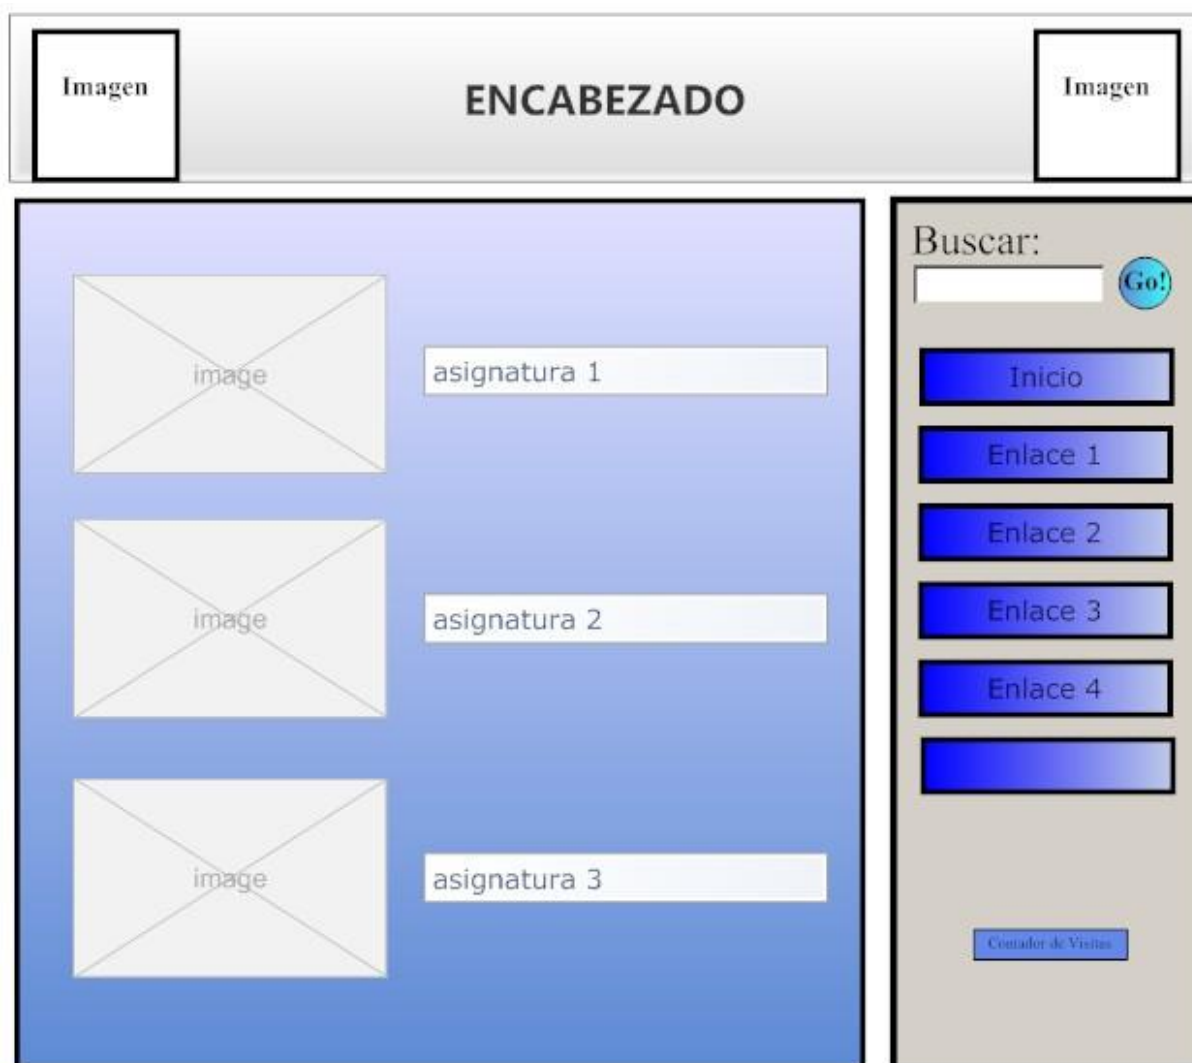 Imagen
ENCABEZADO
Imagen
image
asignatura 1
image
asignatura 2
image
asignatura 3
Buscar:
Go!
Inicio
Enlace 1
Enlace 2
Enlace 3
Enlace 4
Contador de Visitas